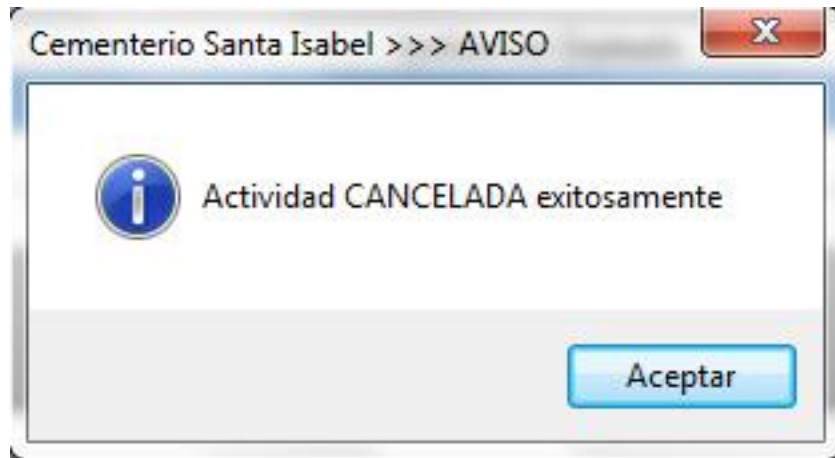 Cementerio Santa Isabel >>> AVISO
Actividad CANCELADA exitosamente
Aceptar